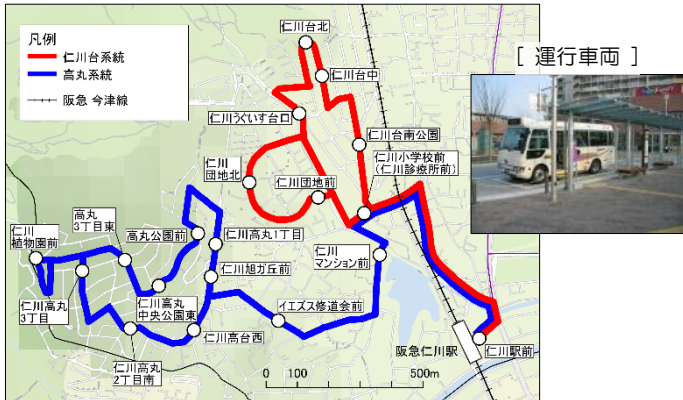 凡例
仁川台系統
高丸系統
阪急 今津線
[ 運行車両 ]
仁川台北
仁川台中
仁川うぐいす台口
仁川台南公園
仁川
団地北
仁川団地前
仁川小学校前
(仁川診療所前)
高丸
3丁目東
高丸公園前
仁川高丸1丁目
仁川
植物園前
仁川
マンション前
仁川旭ガ丘前
仁川高丸
3丁目
仁川高丸
中央公園東
イエズス修道会前
仁川高台西
仁川高丸
2丁目南
阪急仁川駅
仁川駅前
0 100 500m